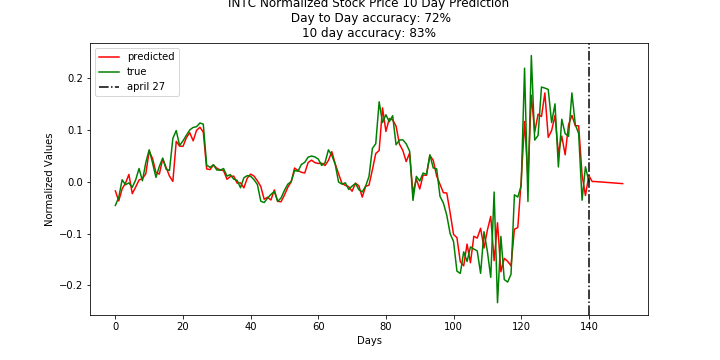 INTC Normalized Stock Price 10 Day Prediction
Day to Day accuracy: 72%
10 day accuracy: 83%
predicted
true
april 27
Normalized Values
0.2
0.1
0.0
−0.1
−0.2
0 20 40 60 80 100 120 140
Days